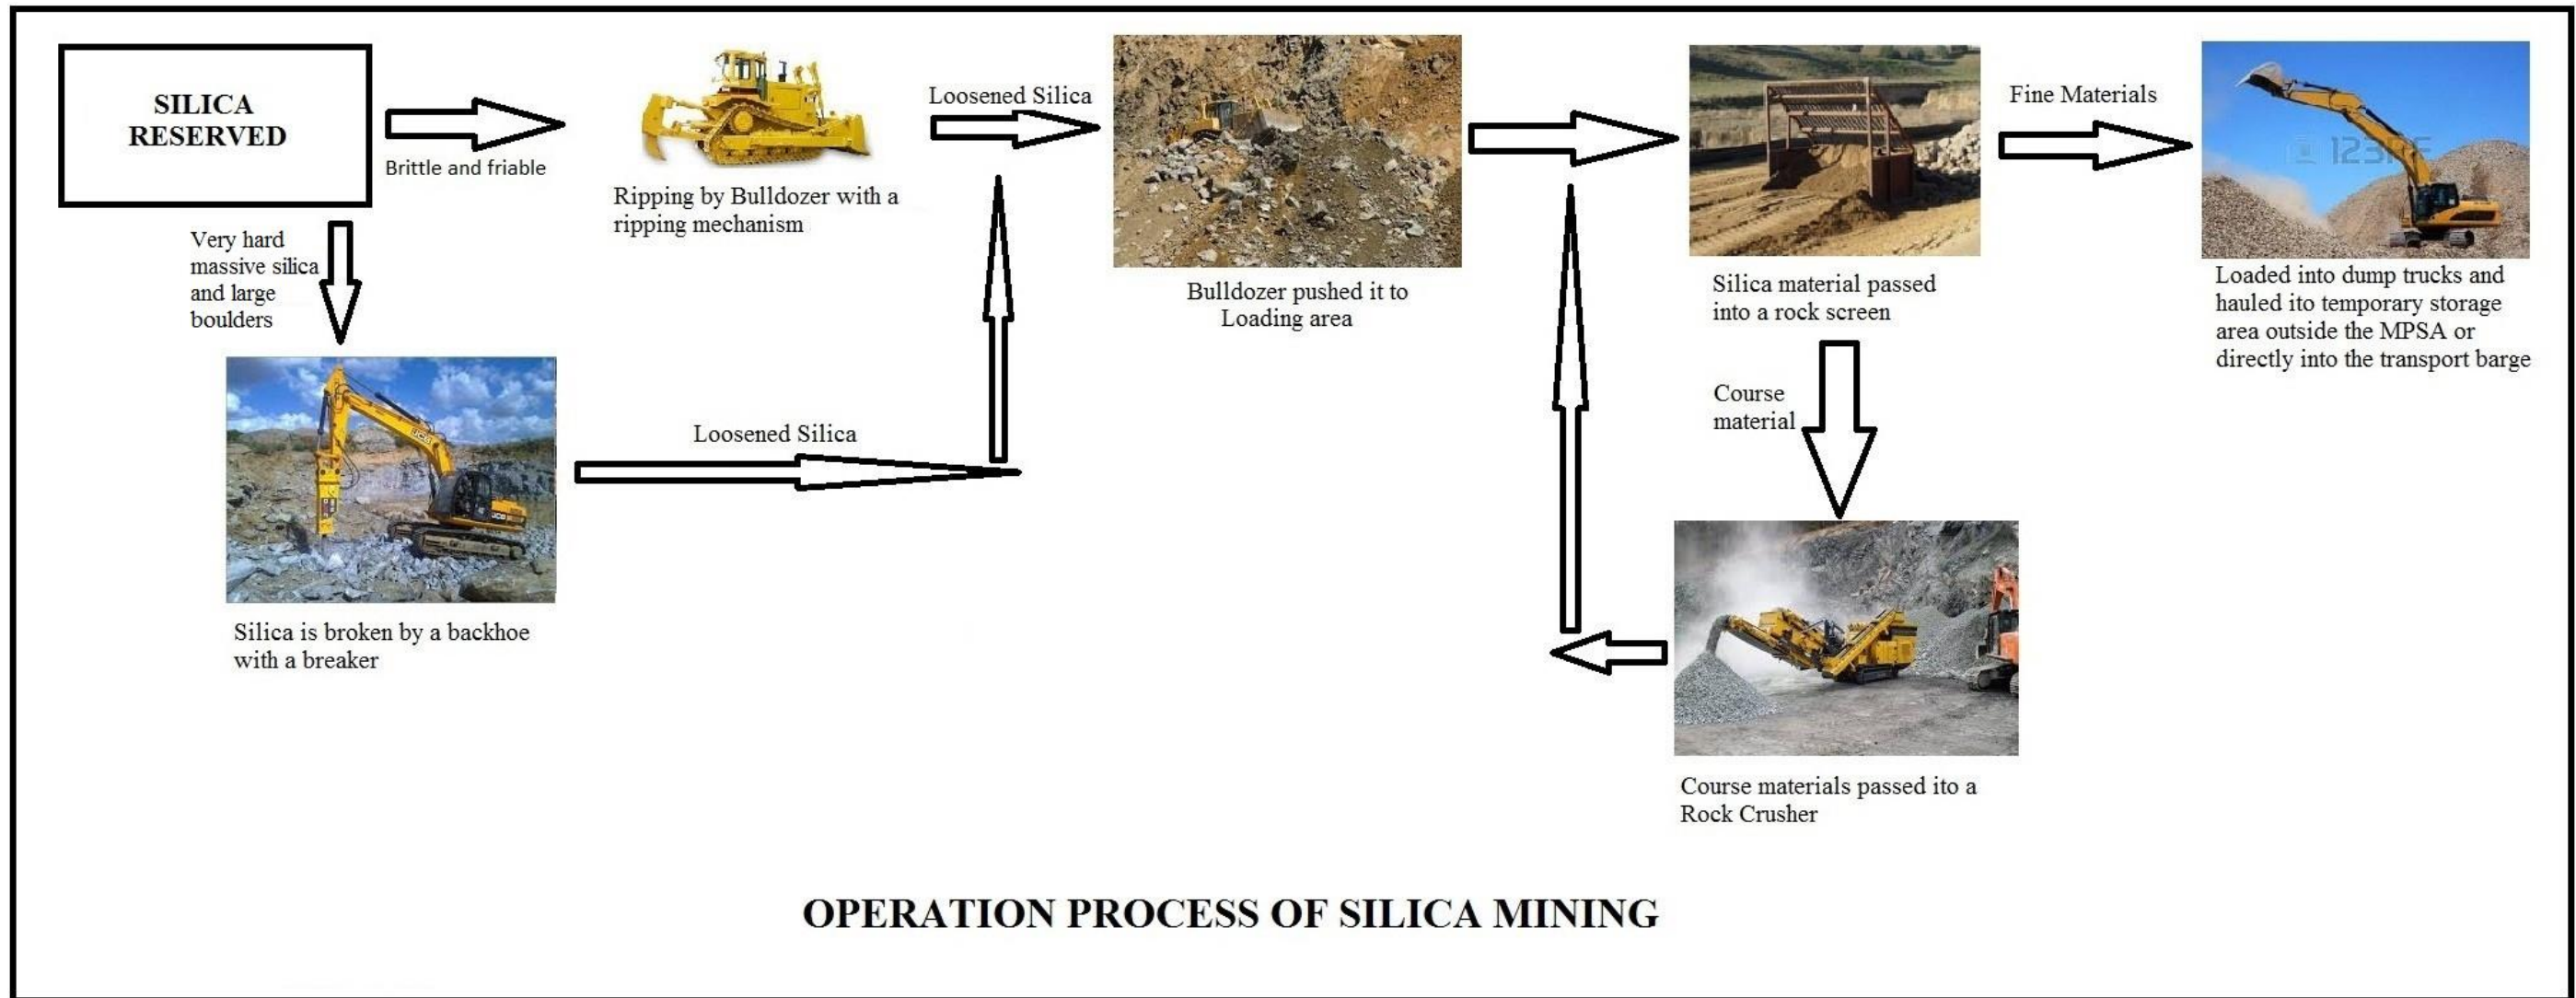 SILICA
RESERVED
Brittle and friable
Very hard
massive silica
and large
boulders
Ripping by Bulldozer with a
ripping mechanism
Loosened Silica
Bulldozer pushed it to
Loading area
Silica material passed
into a rock screen
Fine Materials
Loaded into dump trucks and
hauled ito temporary storage
area outside the MPSA or
directly into the transport barge
Silica is broken by a backhoe
with a breaker
Loosened Silica
Course
material
Course materials passed ito a
Rock Crusher
OPERATION PROCESS OF SILICA MINING
JCB